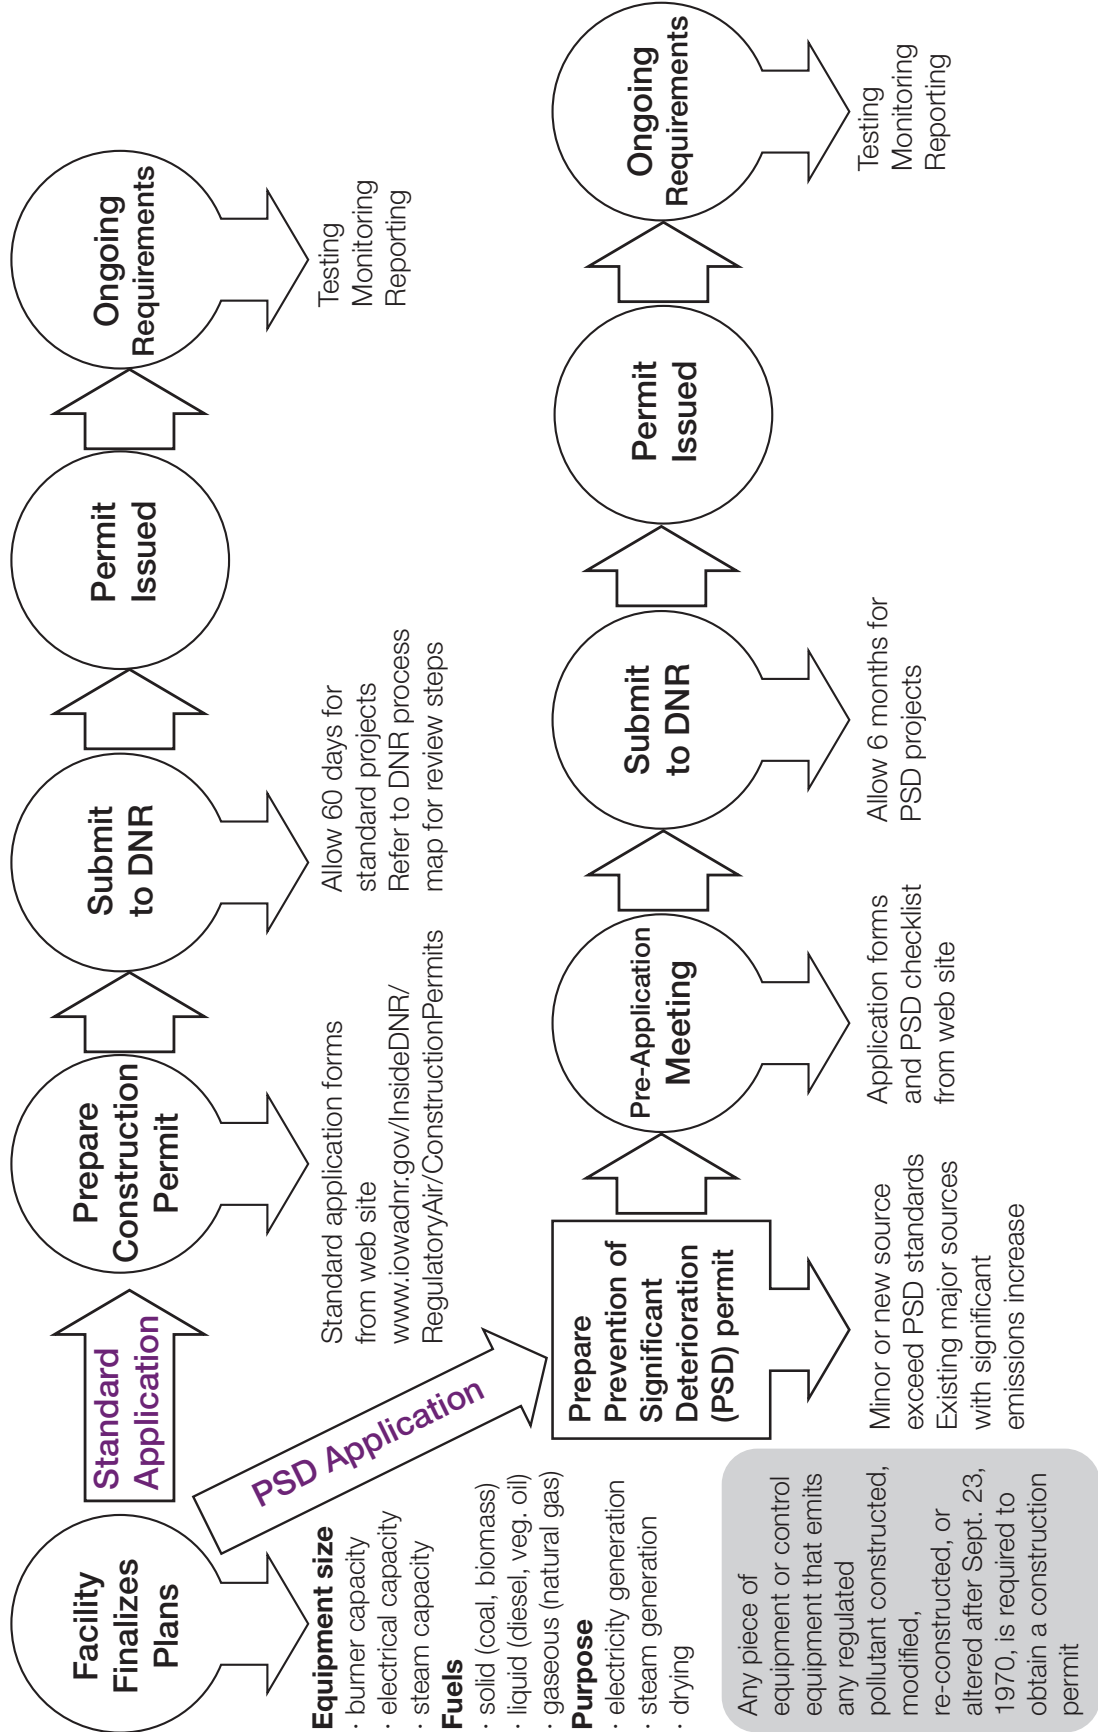 Facility
Finalizes
Plans
Equipment size
· burner capacity
· electrical capacity
· steam capacity
Fuels
· solid (coal, biomass)
· liquid (diesel, veg. oil)
· gaseous (natural gas)
Purpose
· electricity generation
· steam generation
· drying
Standard
Application
Prepare
Construction
Permit
Standard application forms
from web site
www.iowadnr.gov/InsideDNR/
RegulatoryAir/ConstructionPermits
Submit
to DNR
Allow 60 days for
standard projects
Refer to DNR process
map for review steps
Permit
Issued
Ongoing
Requirements
Testing
Monitoring
Reporting
PSD Application
Prepare
Prevention of
Significant
Deterioration
(PSD) permit
Minor or new source
exceed PSD standards
Existing major sources
with significant
emissions increase
Pre-Application
Meeting
Application forms
and PSD checklist
from web site
Submit
to DNR
Allow 6 months for
PSD projects
Permit
Issued
Ongoing
Requirements
Testing
Monitoring
Reporting
Any piece of
equipment or control
equipment that emits
any regulated
pollutant constructed,
modified,
re-constructed, or
altered after Sept. 23,
1970, is required to
obtain a construction
permit